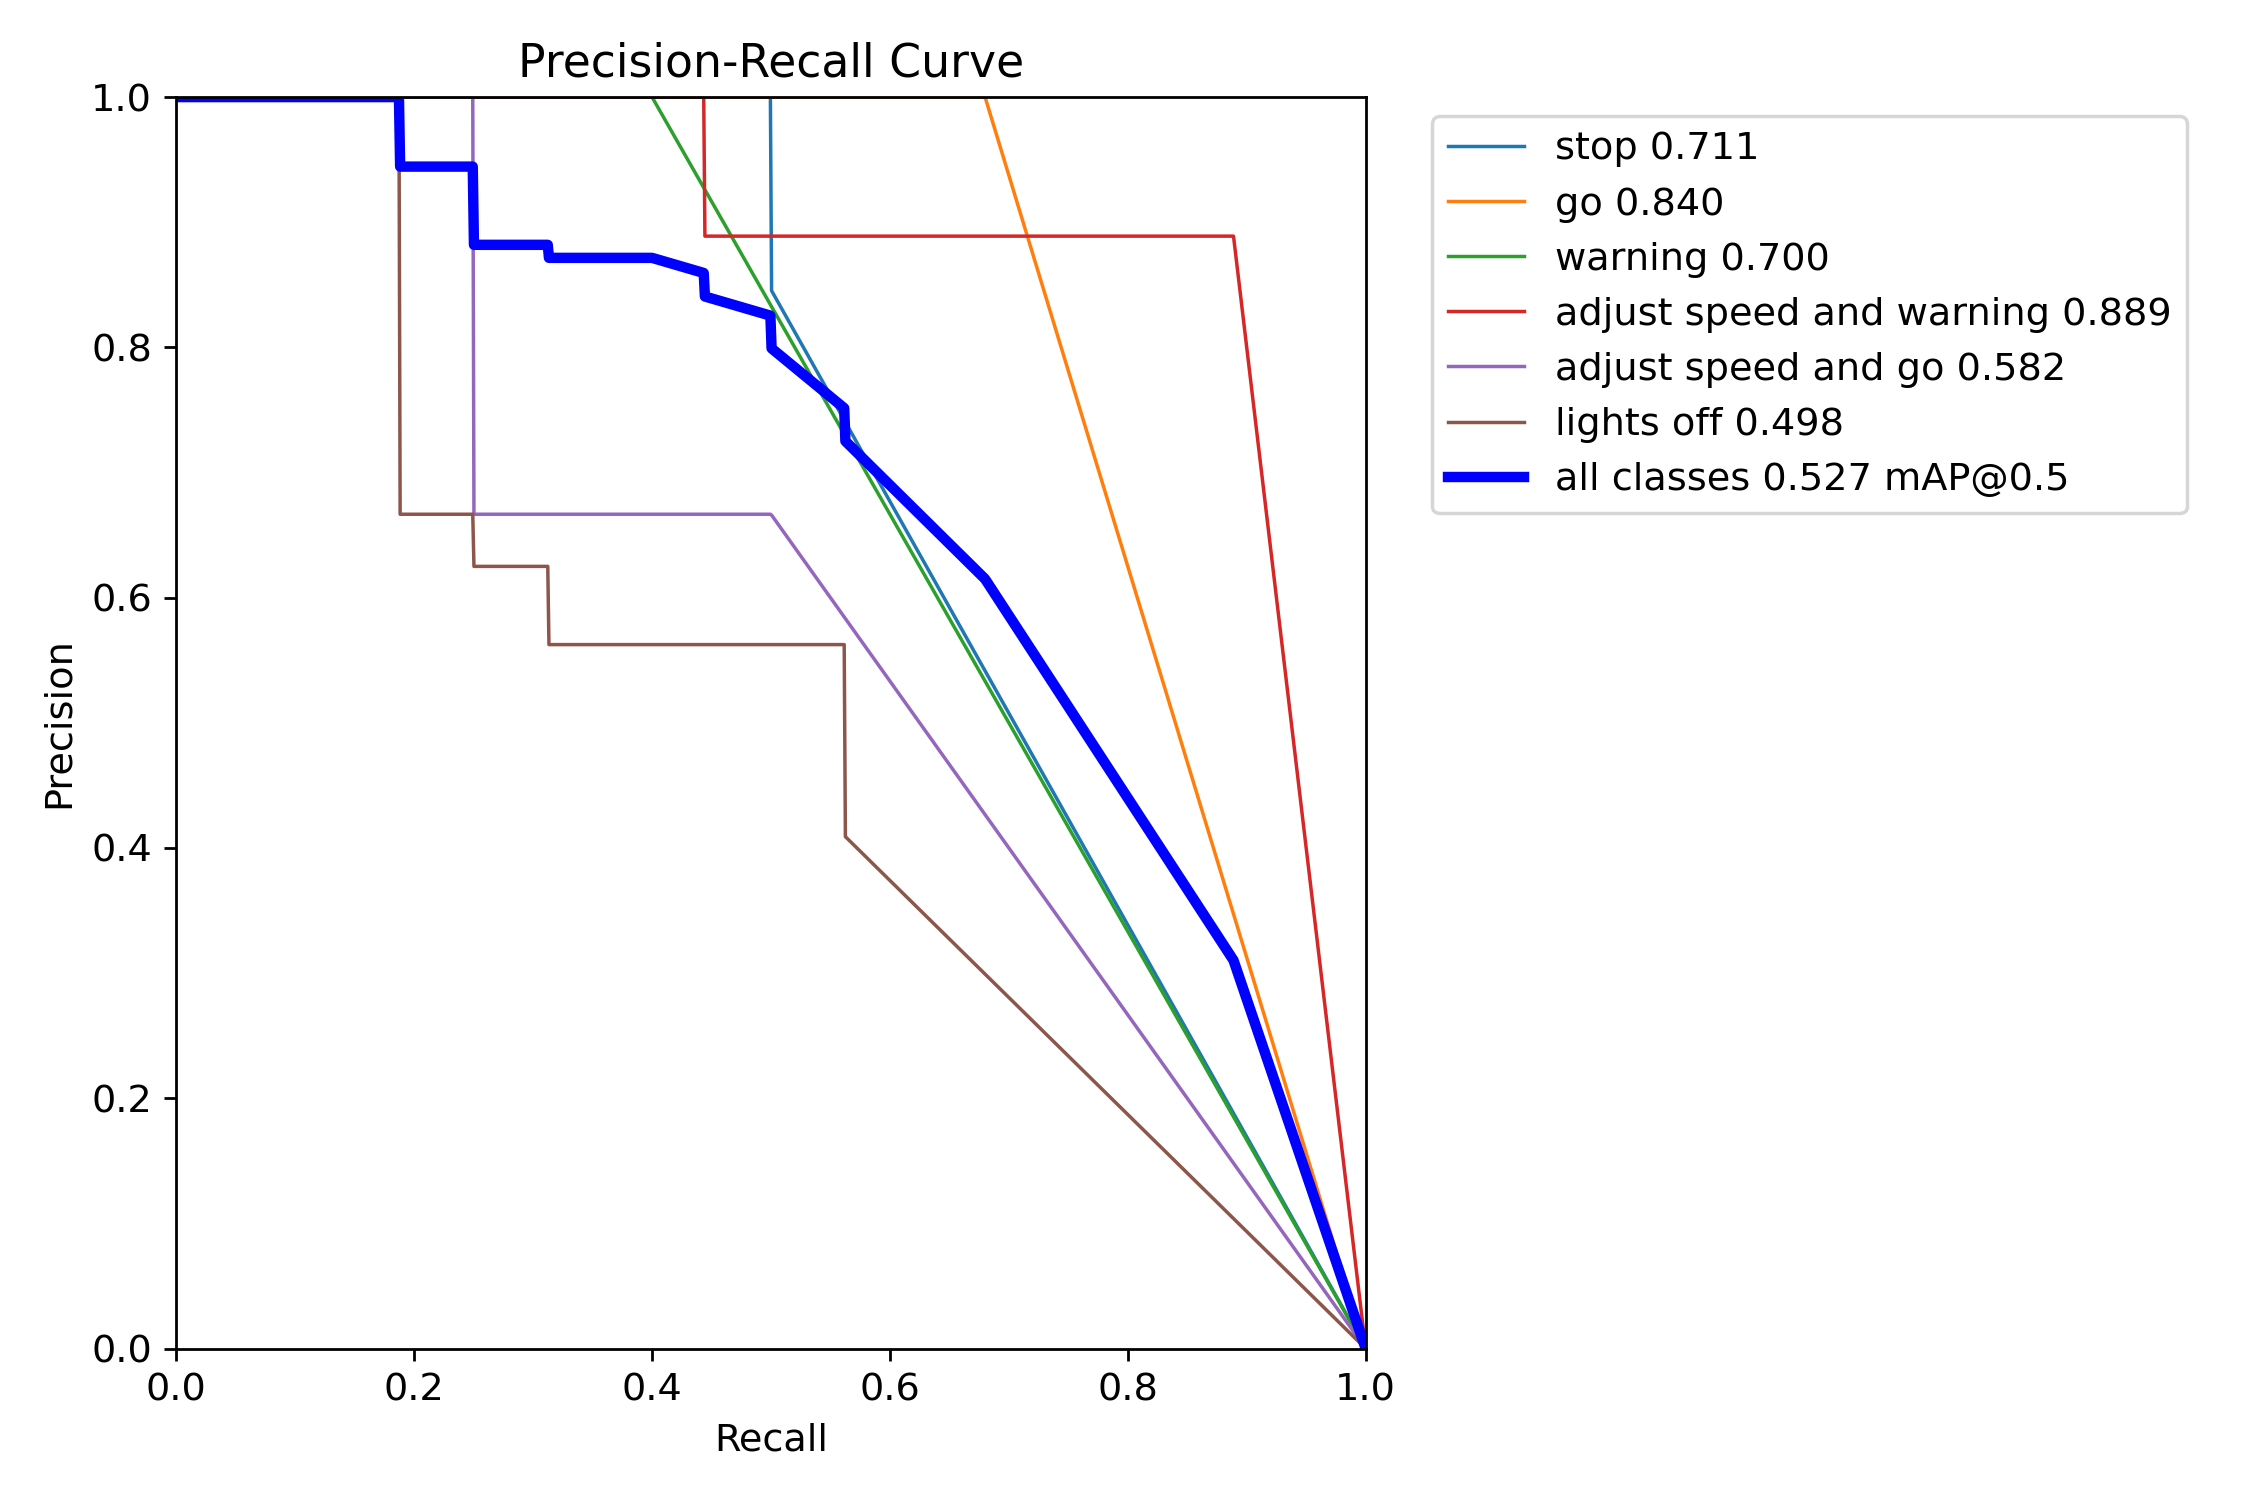 Precision-Recall Curve
1.0
0.8
0.6
0.4
0.2
0.0
Precision
0.0 0.2 0.4 0.6 0.8 1.0
Recall
stop 0.711
go 0.840
warning 0.700
adjust speed and warning 0.889
adjust speed and go 0.582
lights off 0.498
all classes 0.527 mAP@0.5